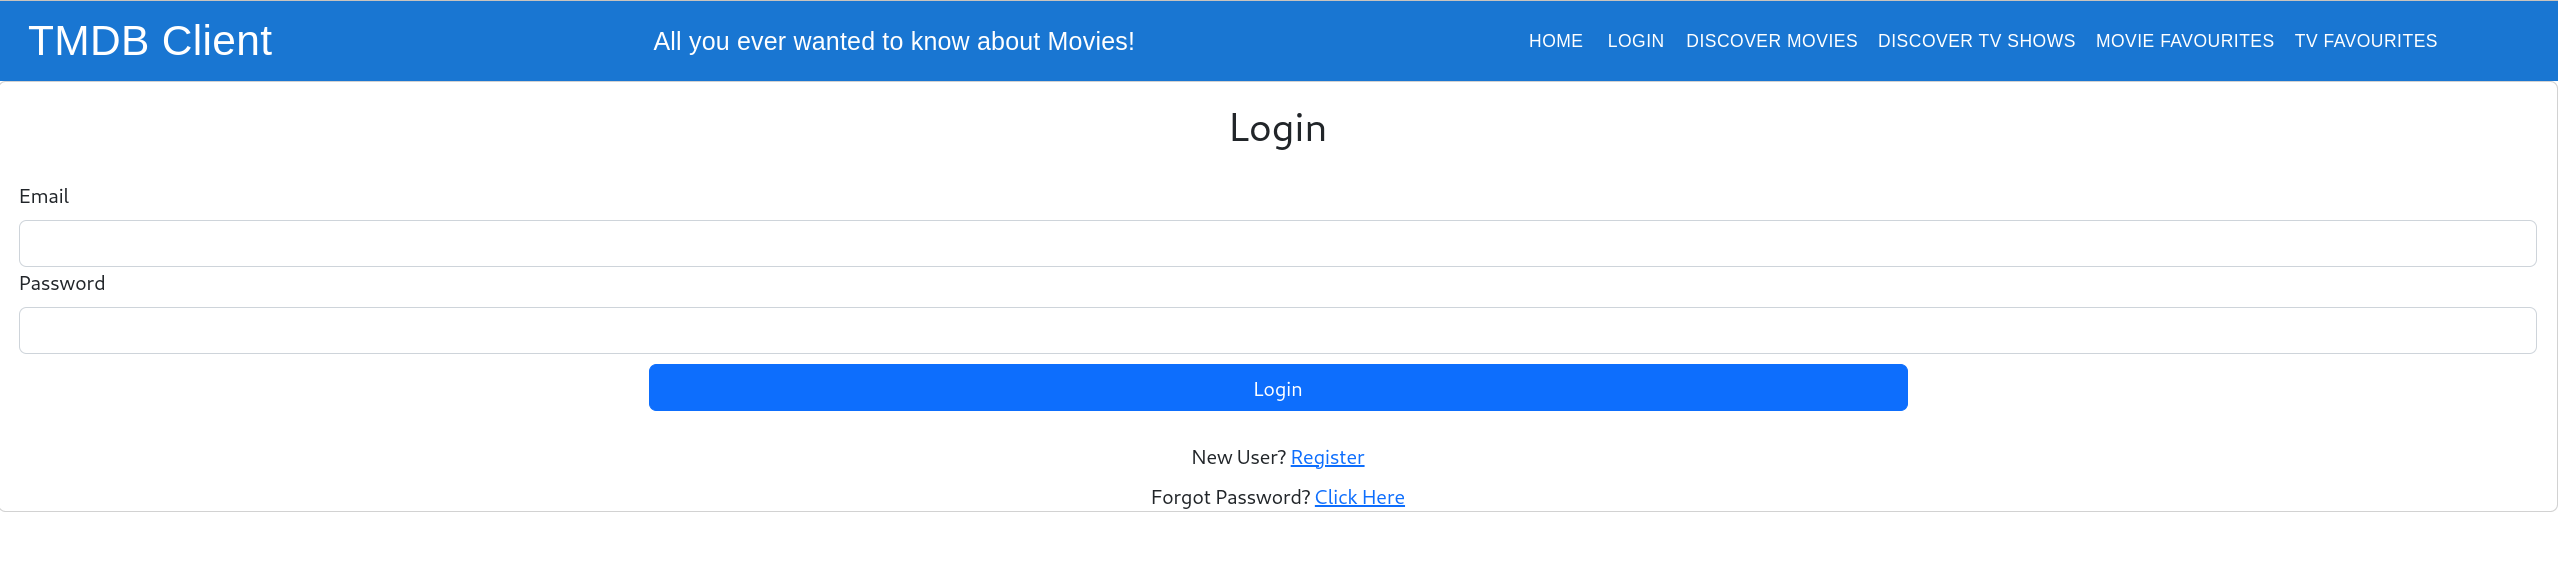 TMDB Client
All you ever wanted to know about Movies!
HOME LOGIN DISCOVER MOVIES DISCOVER TV SHOWS MOVIE FAVOURITES TV FAVOURITES
Login
Email
Password
Login
New User? Register
Forgot Password? Click Here